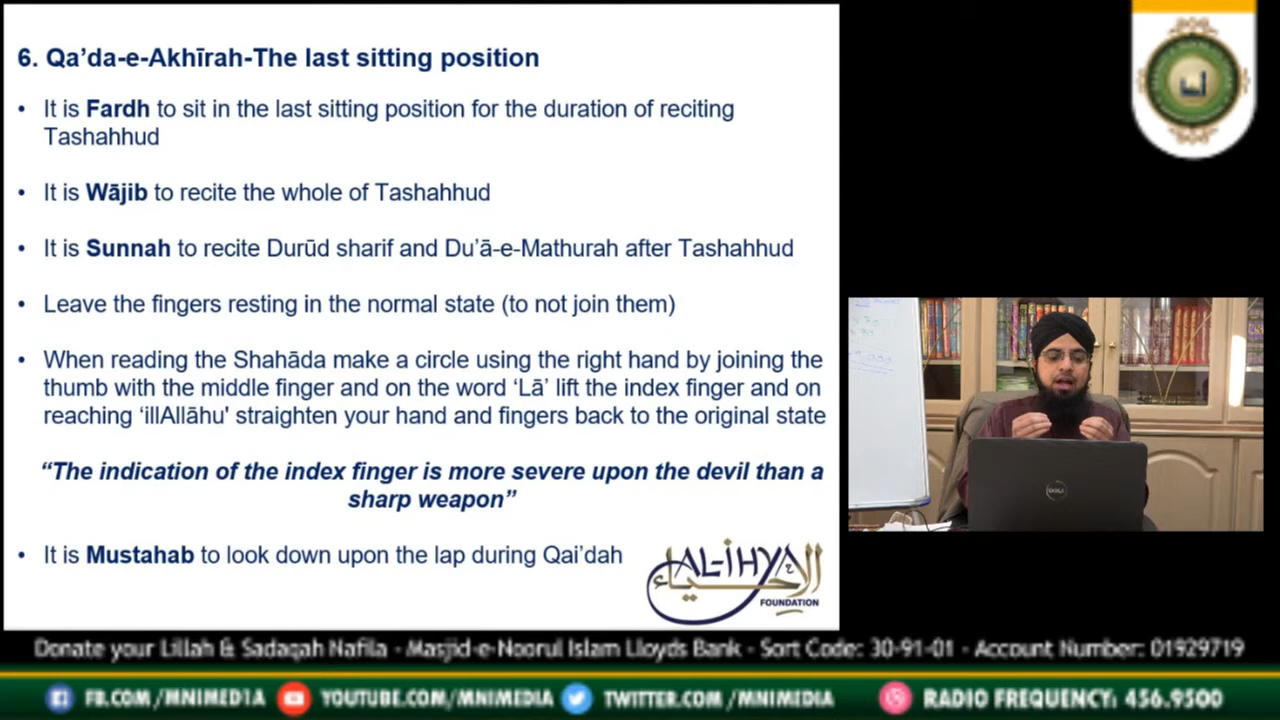 6. Qa’da-e-Akhīrah-The last sitting position
• It is Fardh to sit in the last sitting position for the duration of reciting
Tashahhud
• It is Wājib to recite the whole of Tashahhud
• It is Sunnah to recite Durūd sharif and Du’ā-e-Mathurah after Tashahhud
• Leave the fingers resting in the normal state (to not join them)
• When reading the Shahāda make a circle using the right hand by joining the
thumb with the middle finger and on the word ‘Lā’ lift the index finger and on
reaching ‘illAllāhu' straighten your hand and fingers back to the original state
“The indication of the index finger is more severe upon the devil than a
sharp weapon”
• It is Mustahab to look down upon the lap during Qai’dah
AL-IHYA
الإحياء
FOUNDATION
DELL
Donate your Lillah & Sadaqah Nafila - Masjid-e-Noorul Islam Lloyds Bank - Sort Code: 30-91-01 - Account Number: 01929719
FB.COM/MNIMEDIA YOUTUBE.COM/MNIMEDIA TWITTER.COM/MNIMEDIA RADIO FREQUENCY: 456.9500